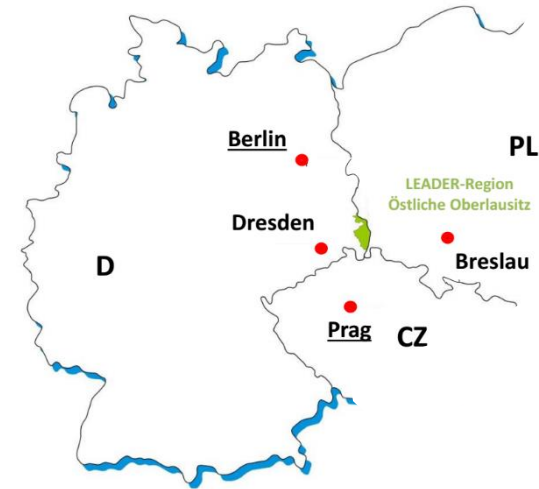 Berlin
PL
LEADER-Region
Östliche Oberlausitz
Dresden
Breslau
D
Prag
CZ